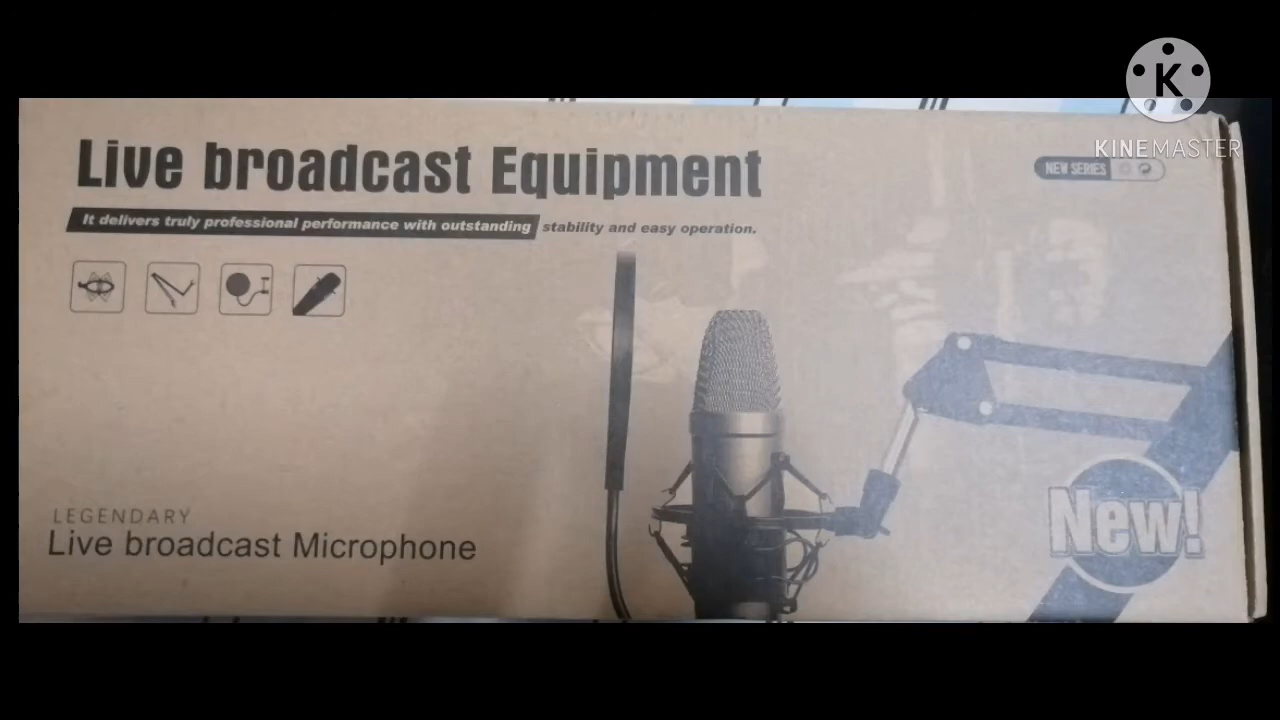 K
KINEMASTER
Live broadcast Equipment
NEW SERIES
It delivers truly professional performance with outstanding stability and easy operation.
LEGENDARY
Live broadcast Microphone
New!